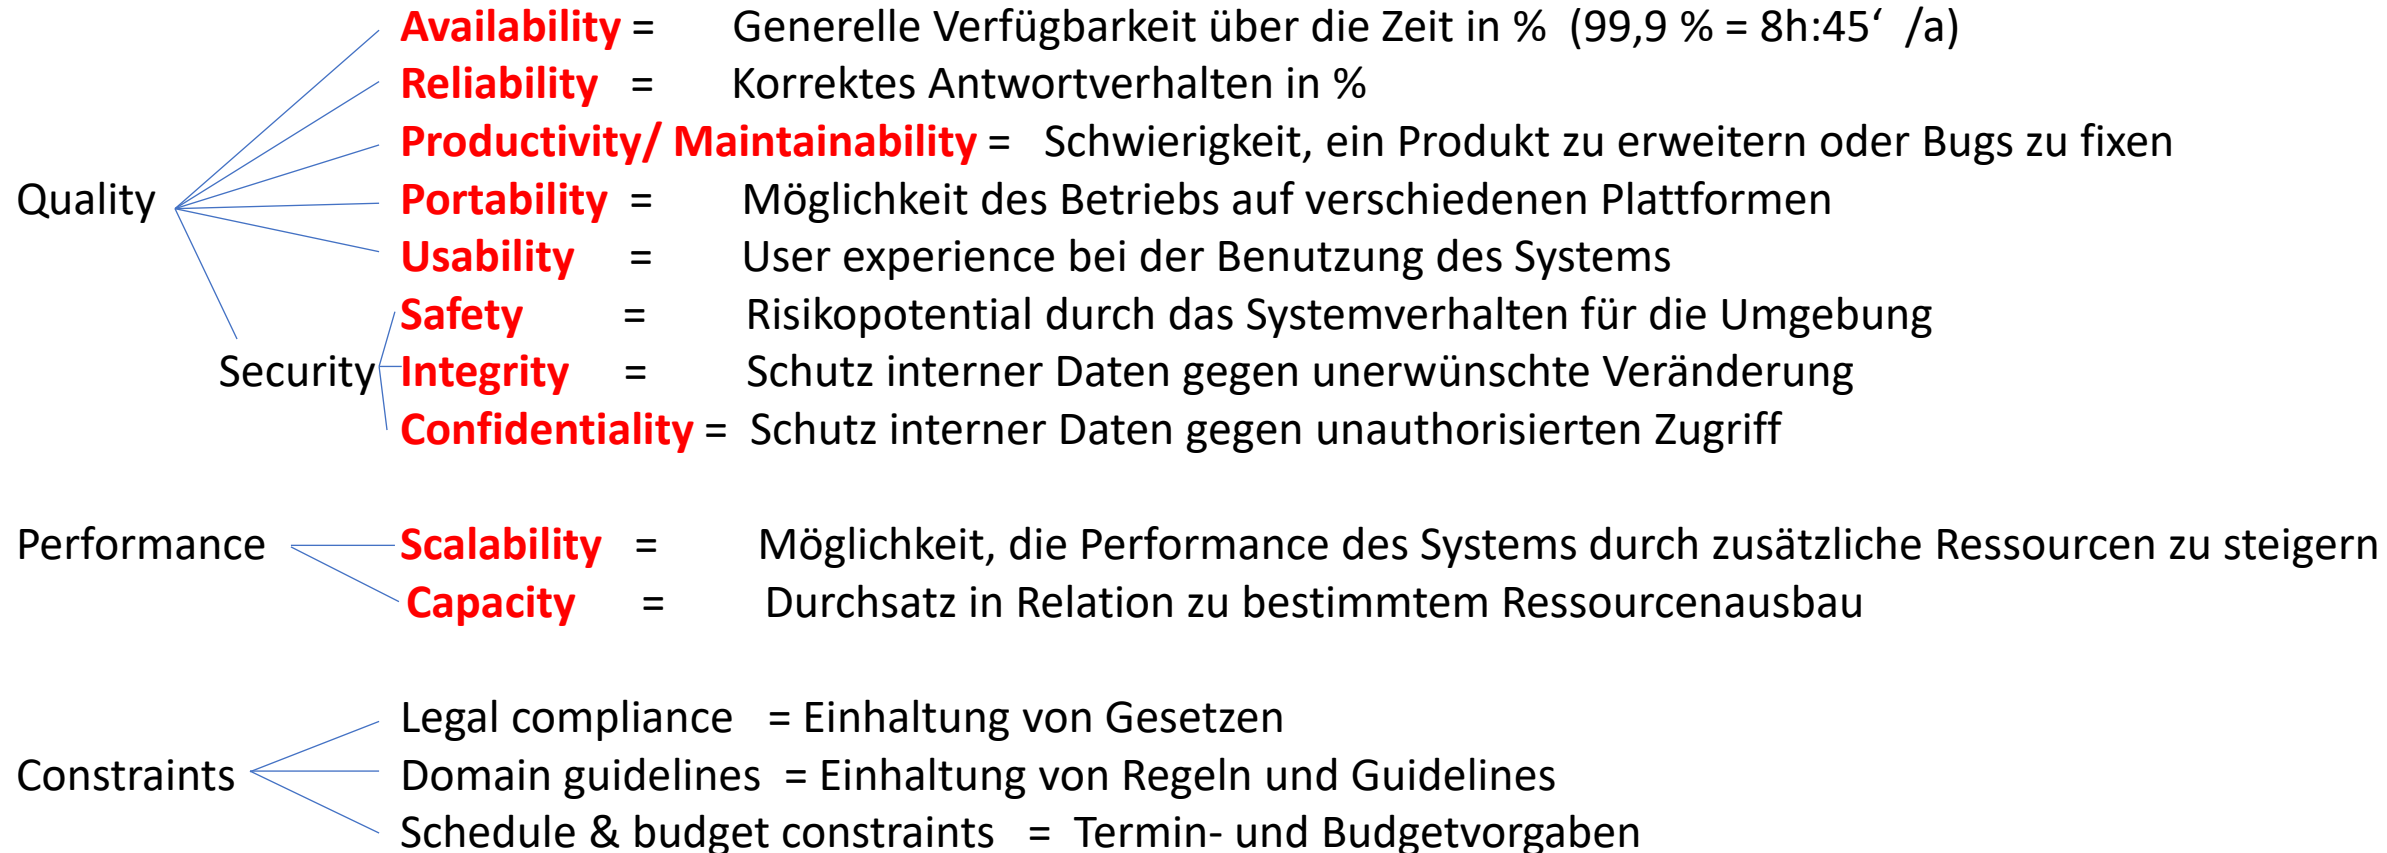 Availability = Generelle Verfügbarkeit über die Zeit in % (99,9 % = 8h:45‘ /a)
Reliability = Korrektes Antwortverhalten in %
Productivity/ Maintainability = Schwierigkeit, ein Produkt zu erweitern oder Bugs zu fixen
Quality Portability = Möglichkeit des Betriebs auf verschiedenen Plattformen
Usability = User experience bei der Benutzung des Systems
Safety = Risikopotential durch das Systemverhalten für die Umgebung
Security Integrity = Schutz interner Daten gegen unerwünschte Veränderung
Confidentiality = Schutz interner Daten gegen unauthorisierten Zugriff
Performance Scalability = Möglichkeit, die Performance des Systems durch zusätzliche Ressourcen zu steigern
Capacity = Durchsatz in Relation zu bestimmtem Ressourcenausbau
Legal compliance = Einhaltung von Gesetzen
Constraints Domain guidelines = Einhaltung von Regeln und Guidelines
Schedule & budget constraints = Termin- und Budgetvorgaben